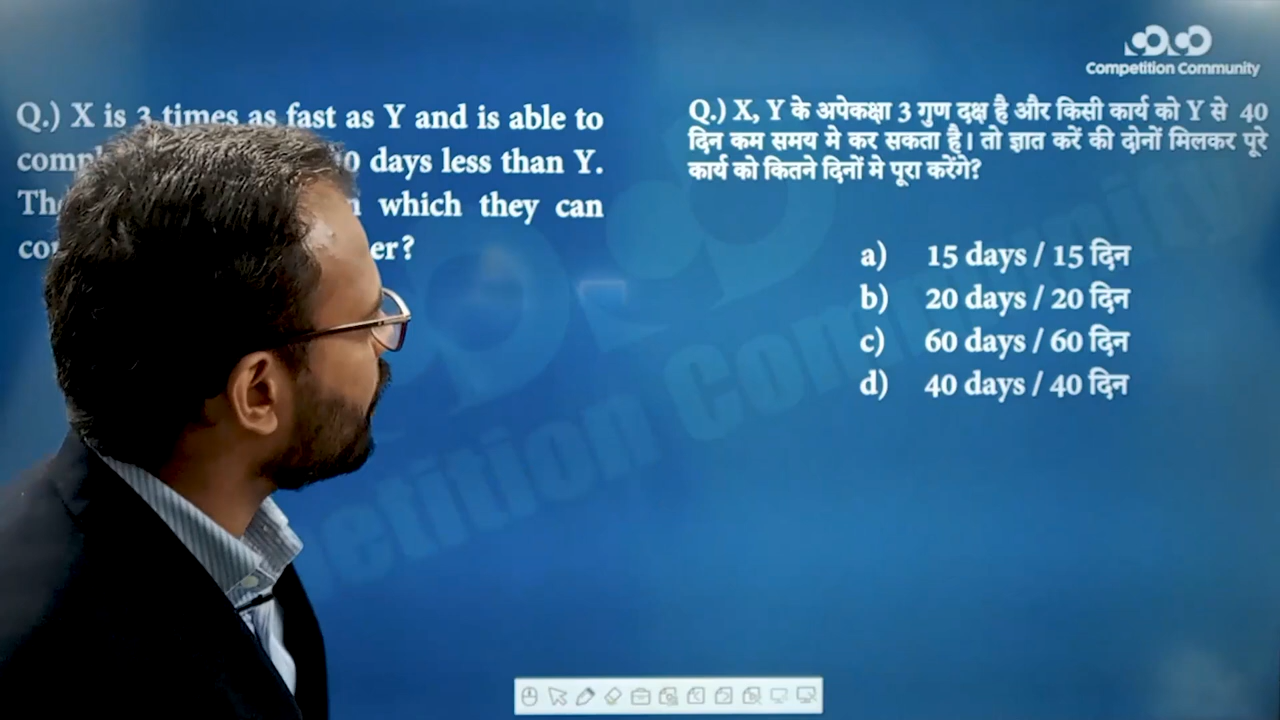 Competition Community
Q.) X is 3 times as fast as Y and is able to
days less than Y.
which they can
Q.) X, Y के अपेकक्षा 3 गुण दक्ष है और किसी कार्य को Y से 40
दिन कम समय मे कर सकता है। तो ज्ञात करें की दोनों मिलकर पूरे
कार्य को कितने दिनों मे पूरा करेंगे?
a) 15 days / 15 दिन
b) 20 days / 20 दिन
c) 60 days / 60 दिन
d) 40 days / 40 दिन